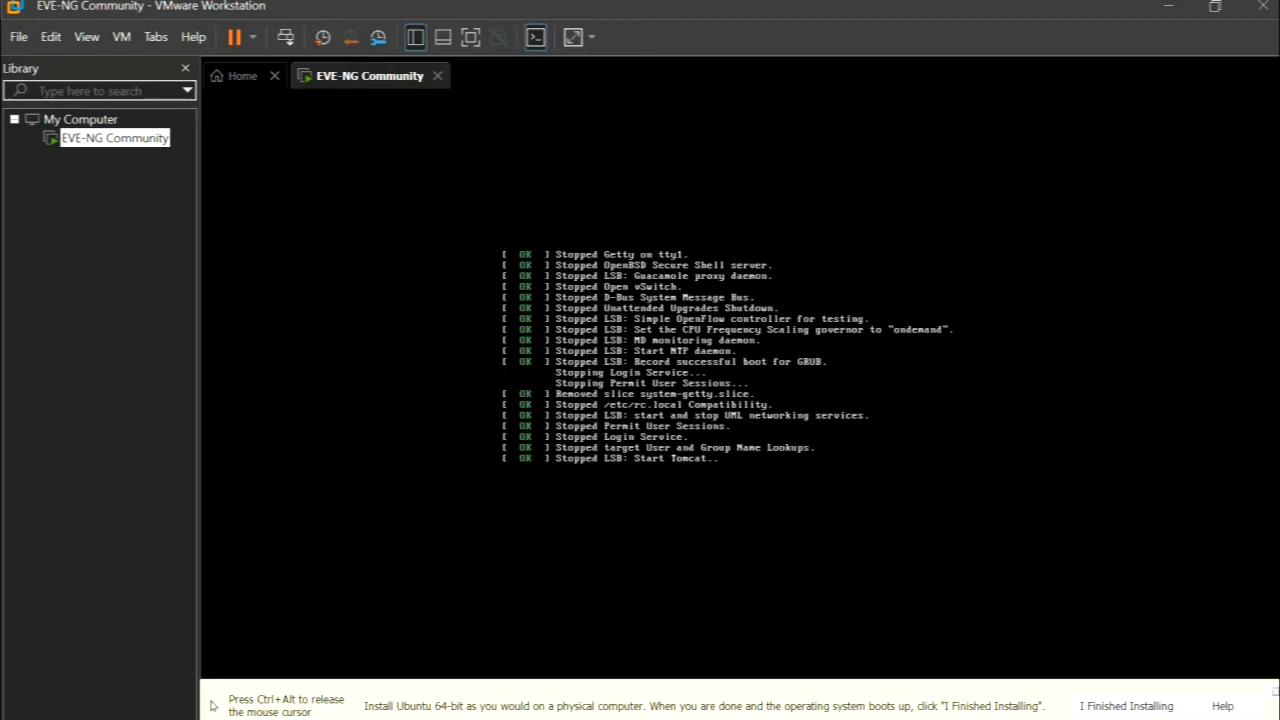 EVE-NG Community - VMware Workstation
File Edit View VM Tabs Help
Library
Type here to search
My Computer
EVE-NG Community
Home
EVE-NG Community
[ OK ] Stopped Getty on tty1.
[ OK ] Stopped OpenBSD Secure Shell server.
[ OK ] Stopped LSB: Guacamole proxy daemon.
[ OK ] Stopped Open vSwitch.
[ OK ] Stopped D-Bus System Message Bus.
[ OK ] Stopped Unattended Upgrades Shutdown.
[ OK ] Stopped LSB: Simple OpenFlow controller for testing.
[ OK ] Stopped LSB: Set the CPU Frequency Scaling governor to "ondemand".
[ OK ] Stopped LSB: MD monitoring daemon.
[ OK ] Stopped LSB: Start NTP daemon.
[ OK ] Stopped LSB: Record successful boot for GRUB.
Stopping Login Service...
Stopping Permit User Sessions...
[ OK ] Removed slice system-getty.slice.
[ OK ] Stopped /etc/rc.local Compatibility.
[ OK ] Stopped LSB: start and stop UML networking services.
[ OK ] Stopped Permit User Sessions.
[ OK ] Stopped Login Service.
[ OK ] Stopped target User and Group Name Lookups.
[ OK ] Stopped LSB: Start Tomcat..
Press Ctrl+Alt to release
the mouse cursor
Install Ubuntu 64-bit as you would on a physical computer. When you are done and the operating system boots up, click "I Finished Installing".
I Finished Installing
Help